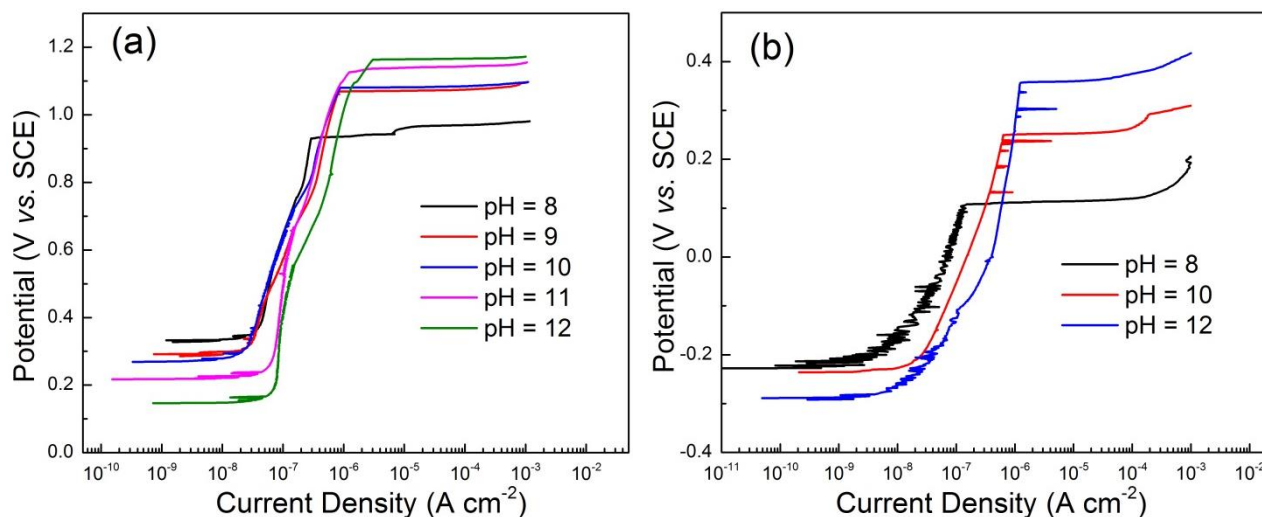 (a)
Potential (V vs. SCE)
1.2
1.0
0.8
0.6
0.4
0.2
0.0
pH = 8
pH = 9
pH = 10
pH = 11
pH = 12
10⁻¹⁰ 10⁻⁹ 10⁻⁸ 10⁻⁷ 10⁻⁶ 10⁻⁵ 10⁻⁴ 10⁻³ 10⁻²
Current Density (A cm⁻²)
(b)
Potential (V vs. SCE)
0.4
0.2
0.0
-0.2
-0.4
pH = 8
pH = 10
pH = 12
10⁻¹¹ 10⁻¹⁰ 10⁻⁹ 10⁻⁸ 10⁻⁷ 10⁻⁶ 10⁻⁵ 10⁻⁴ 10⁻³ 10⁻²
Current Density (A cm⁻²)